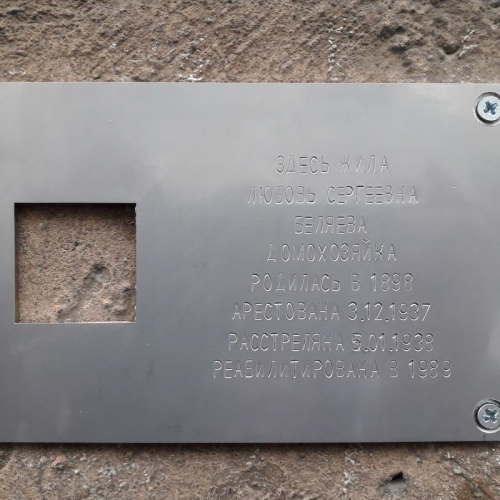 ЗДЕСЬ ЖИЛА
ЛЮБОВЬ СЕРГЕЕВНА
БЕЛЯЕВА
ДОМОХОЗЯЙКА
РОДИЛАСЬ В 1898
АРЕСТОВАНА 3.12.1937
РАССТРЕЛЯНА 5.01.1938
РЕАБИЛИТИРОВАНА В 1989